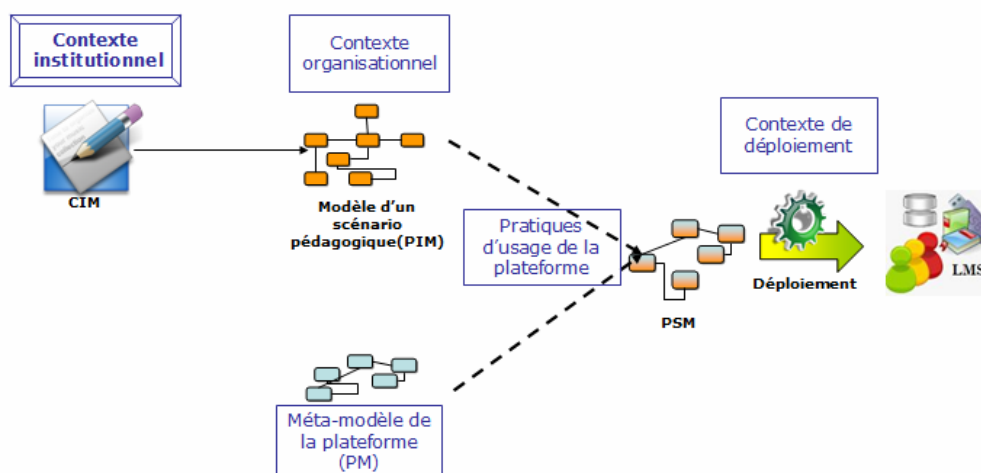 Contexte
institutionnel
CIM
Contexte
organisationnel
Modèle d'un
scénario
pédagogique(PIM)
Pratiques
d'usage de la
plateforme
Contexte de
déploiement
Déploiement
PSM
LMS
Méta-modèle de
la plateforme
(PM)